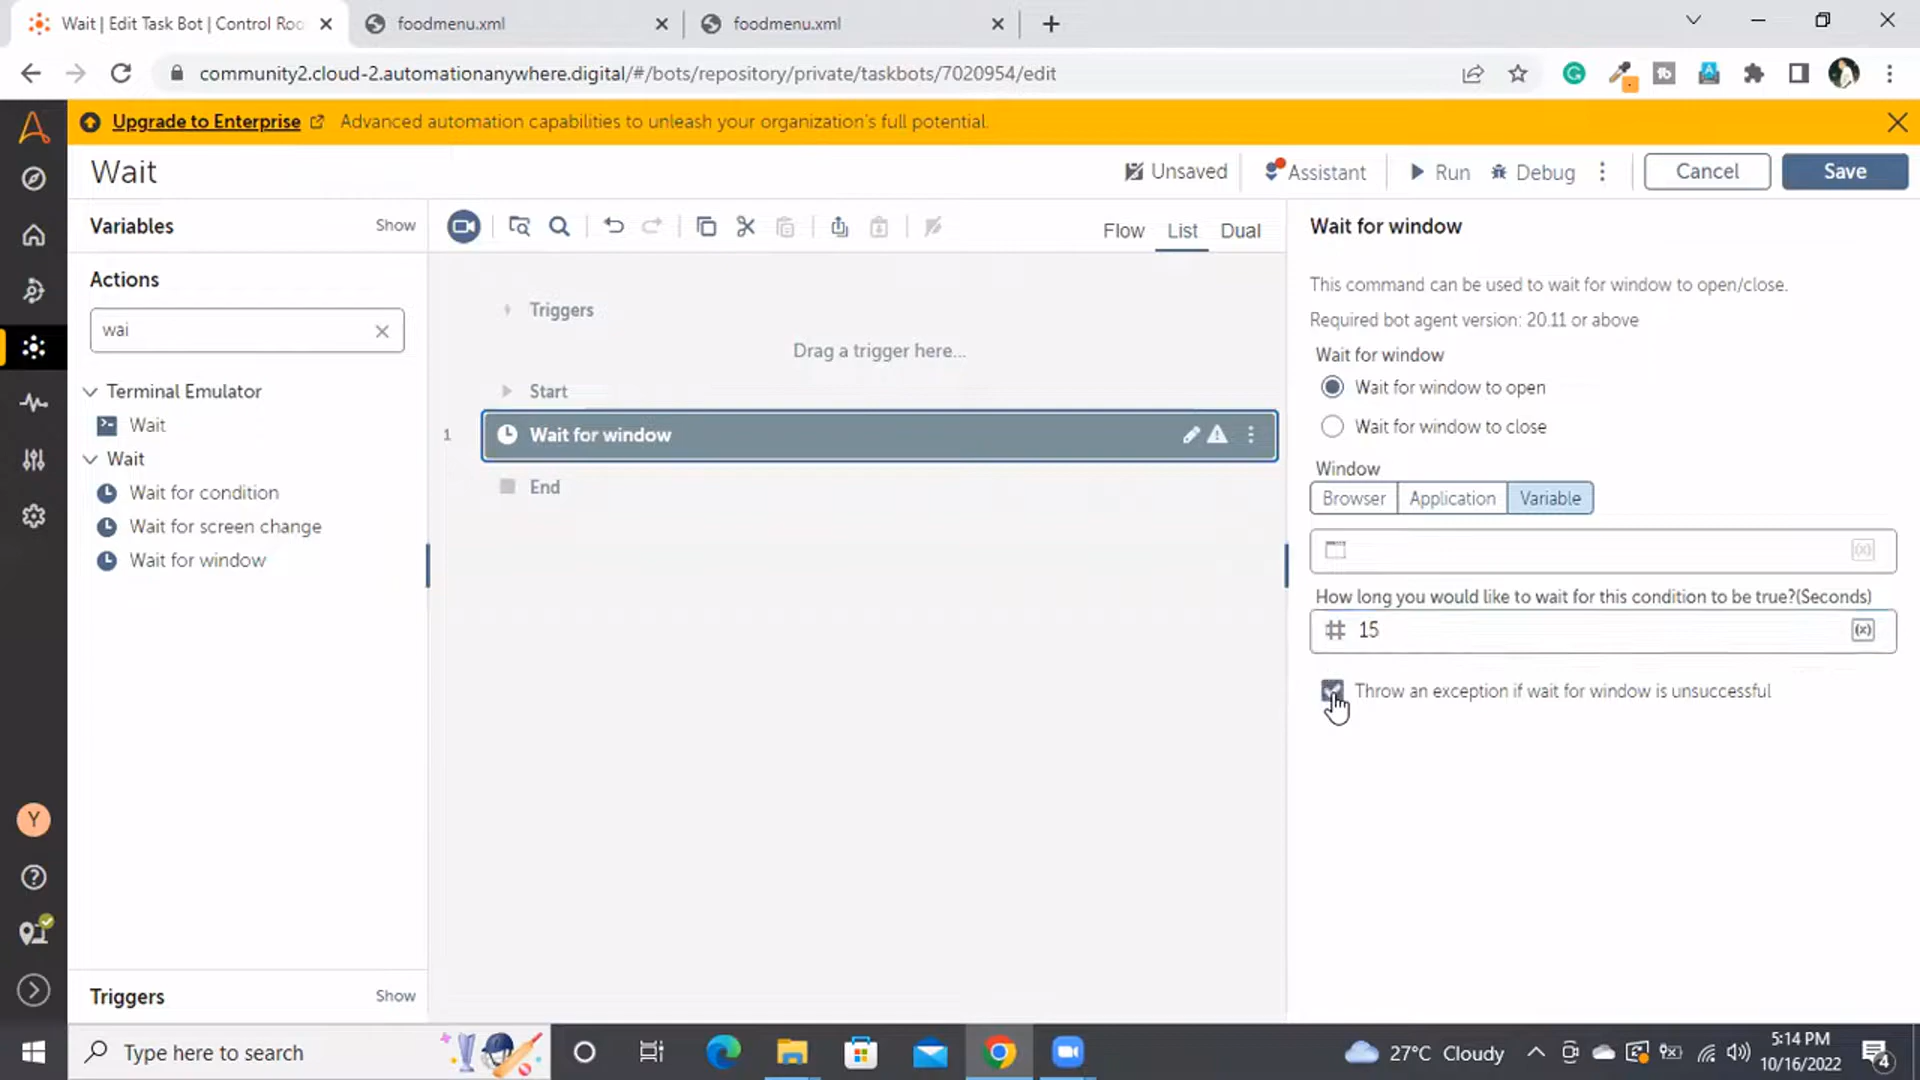 Wait | Edit Task Bot | Control Roo
foodmenu.xml
foodmenu.xml
community2.cloud-2.automationanywhere.digital/#/bots/repository/private/taskbots/7020954/edit
Upgrade to Enterprise
Advanced automation capabilities to unleash your organization's full potential.
Wait
Unsaved
Assistant
Run
Debug
Cancel
Save
Variables
Show
Flow
List
Dual
Wait for window
Actions
wai
Terminal Emulator
Wait
Wait
Wait for condition
Wait for screen change
Wait for window
Triggers
Drag a trigger here...
Start
1
Wait for window
End
This command can be used to wait for window to open/close.
Required bot agent version: 20.11 or above
Wait for window
Wait for window to open
Wait for window to close
Window
Browser
Application
Variable
(x)
How long you would like to wait for this condition to be true?(Seconds)
15
(x)
Throw an exception if wait for window is unsuccessful
Y
Triggers
Show
Type here to search
27°C Cloudy
5:14 PM
10/16/2022
4